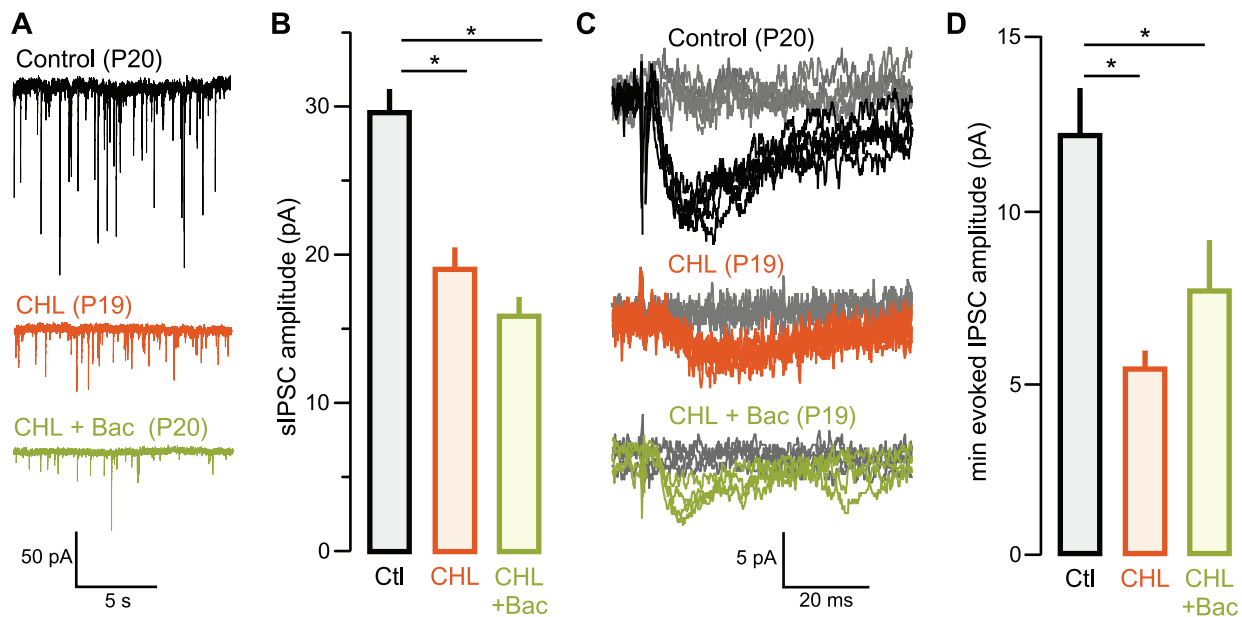 A
Control (P20)
CHL (P19)
CHL + Bac (P20)
50 pA
5 s
B
sIPSC amplitude (pA)
30
20
10
0
*
*
Ctl
CHL
CHL
+Bac
C
Control (P20)
CHL (P19)
CHL + Bac (P19)
5 pA
20 ms
D
min evoked IPSC amplitude (pA)
15
10
5
0
*
*
Ctl
CHL
CHL
+Bac